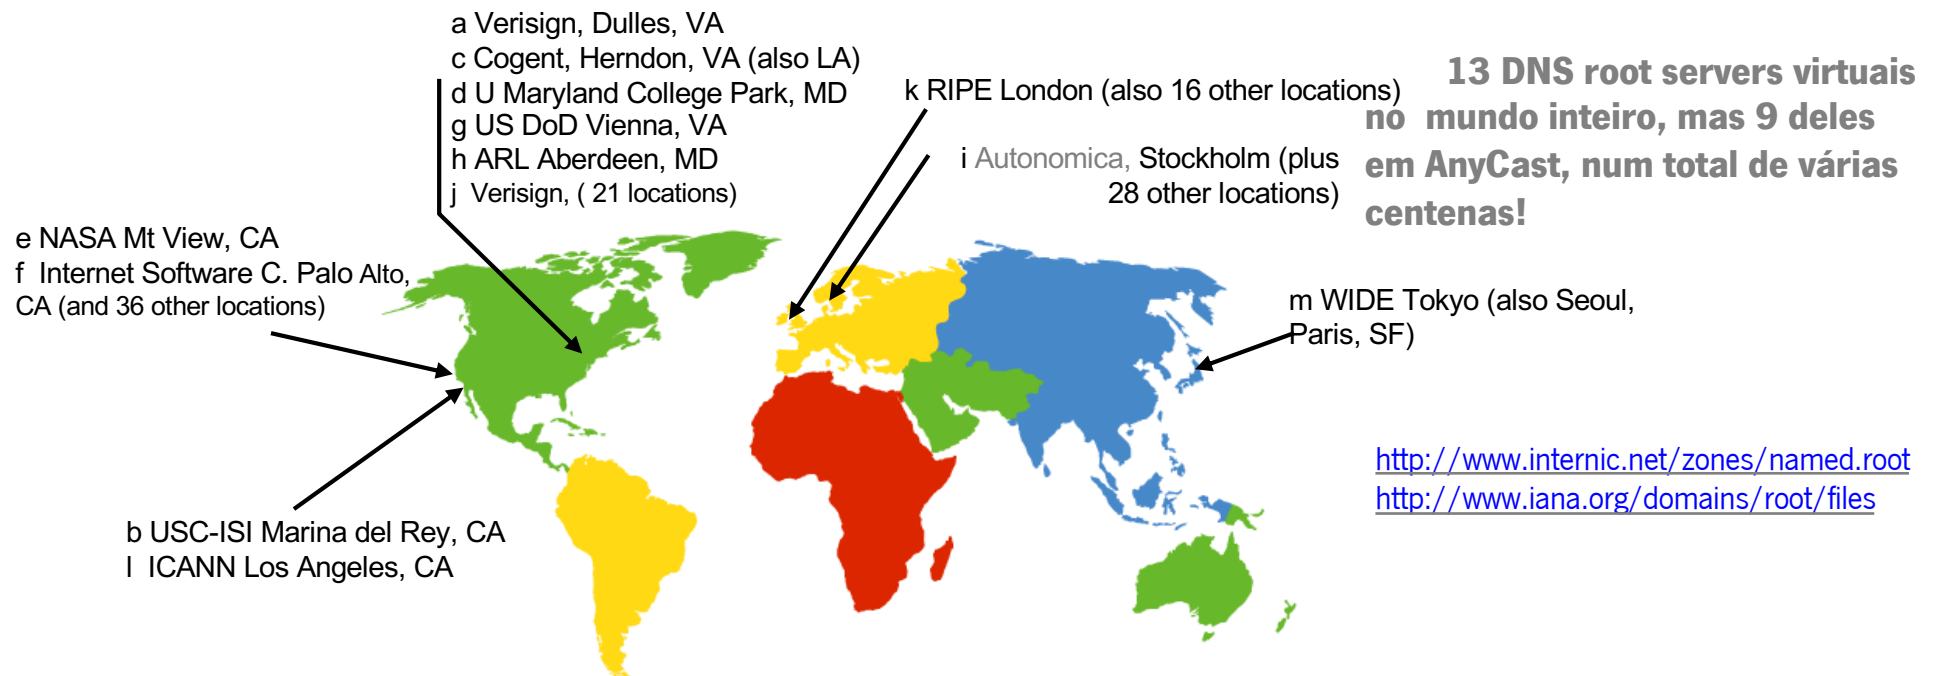 a Verisign, Dulles, VA
c Cogent, Herndon, VA (also LA)
d U Maryland College Park, MD
g US DoD Vienna, VA
h ARL Aberdeen, MD
j Verisign, ( 21 locations)
k RIPE London (also 16 other locations)
i Autonomica, Stockholm (plus
28 other locations)
13 DNS root servers virtuais
no mundo inteiro, mas 9 deles
em AnyCast, num total de várias
centenas!
e NASA Mt View, CA
f Internet Software C. Palo Alto,
CA (and 36 other locations)
m WIDE Tokyo (also Seoul,
Paris, SF)
b USC-ISI Marina del Rey, CA
l ICANN Los Angeles, CA
http://www.internic.net/zones/named.root
http://www.iana.org/domains/root/files